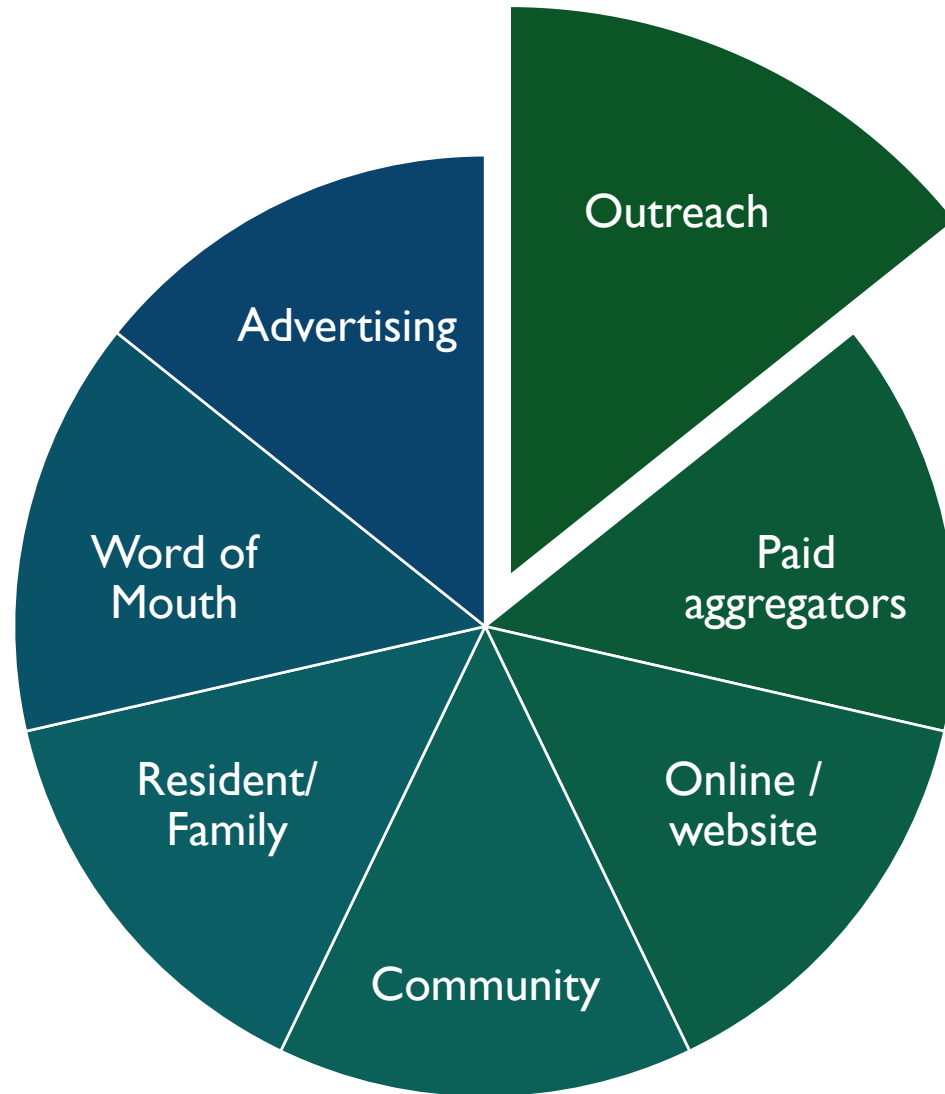 Outreach
Advertising
Paid
aggregators
Word of
Mouth
Online /
website
Resident/
Family
Community